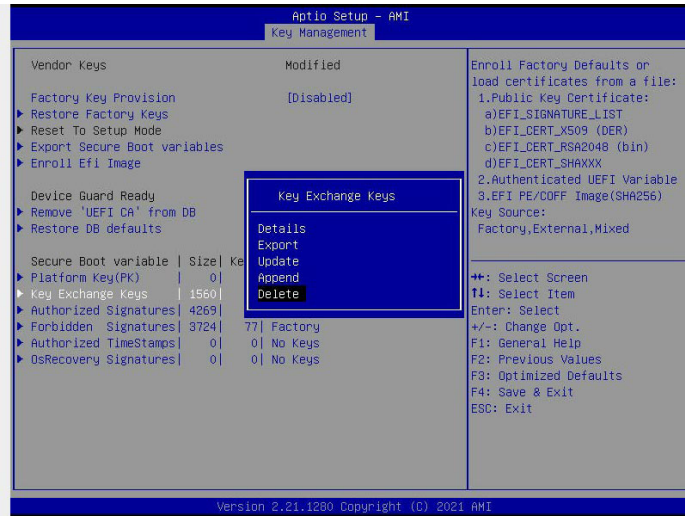 Aptio Setup - AMI
Key Management
Vendor Keys Modified
Factory Key Provision [Disabled]
Restore Factory Keys
Reset To Setup Mode
Export Secure Boot variables
Enroll Efi Image
Device Guard Ready
Remove 'UEFI CA' from DB
Restore DB defaults
Secure Boot variable | Size| Ke
Platform Key(PK) | 0|
Key Exchange Keys | 1560|
Authorized Signatures| 4269|
Forbidden Signatures| 3724| 77| Factory
Authorized TimeStamps| 0| 0| No Keys
OsRecovery Signatures| 0| 0| No Keys
Key Exchange Keys
Details
Export
Update
Append
Delete
Enroll Factory Defaults or
load certificates from a file:
1.Public Key Certificate:
a)EFI_SIGNATURE_LIST
b)EFI_CERT_X509 (DER)
c)EFI_CERT_RSA2048 (bin)
d)EFI_CERT_SHAXXX
2.Authenticated UEFI Variable
3.EFI PE/COFF Image(SHA256)
Key Source:
Factory,External,Mixed
→←: Select Screen
↑↓: Select Item
Enter: Select
+/-: Change Opt.
F1: General Help
F2: Previous Values
F3: Optimized Defaults
F4: Save & Exit
ESC: Exit
Version 2.21.1280 Copyright (C) 2021 AMI